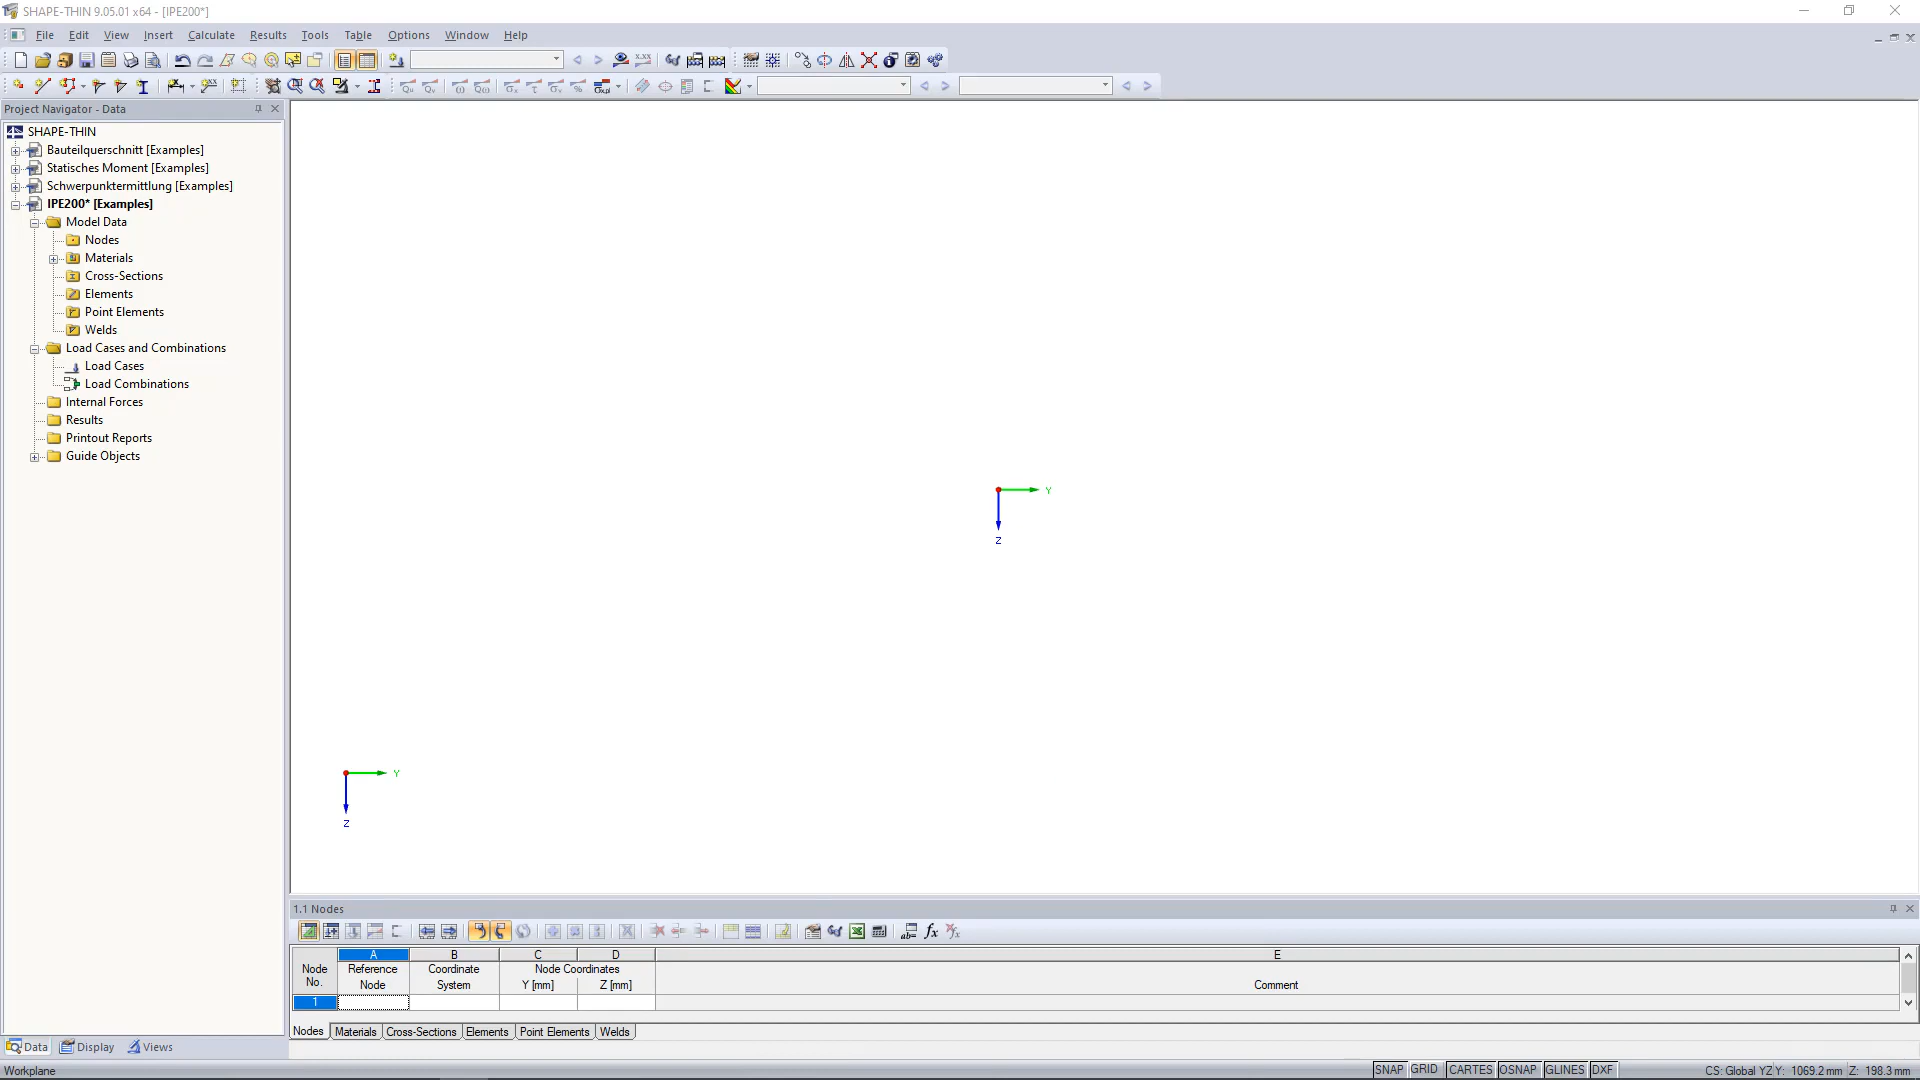 SHAPE-THIN 9.05.01 x64 - [IPE200*]
File Edit View Insert Calculate Results Tools Table Options Window Help
Project Navigator - Data
SHAPE-THIN
Bauteilquerschnitt [Examples]
Statisches Moment [Examples]
Schwerpunktermittlung [Examples]
IPE200* [Examples]
Model Data
Nodes
Materials
Cross-Sections
Elements
Point Elements
Welds
Load Cases and Combinations
Load Cases
Load Combinations
Internal Forces
Results
Printout Reports
Guide Objects
Data Display Views
Y
Z
Y
Z
1.1 Nodes
A B C D E
Node Reference Coordinate Node Coordinates
No. Node System Y [mm] Z [mm] Comment
1
Nodes Materials Cross-Sections Elements Point Elements Welds
Workplane SNAP GRID CARTES OSNAP GLINES DXF CS: Global YZ Y: 1069.2 mm Z: 198.3 mm